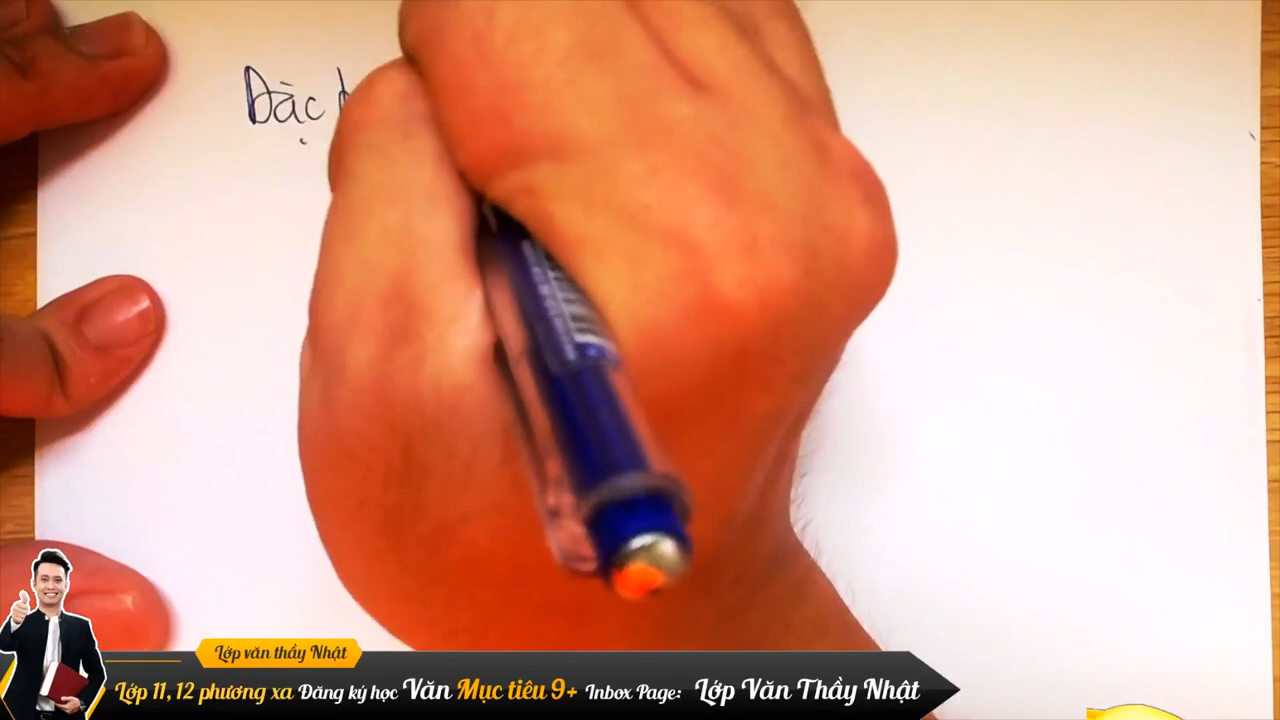 Đặc
Lớp văn thầy Nhật
Lớp 11, 12 phương xa Đăng ký học Văn Mục tiêu 9+ Inbox Page: Lớp Văn Thầy Nhật